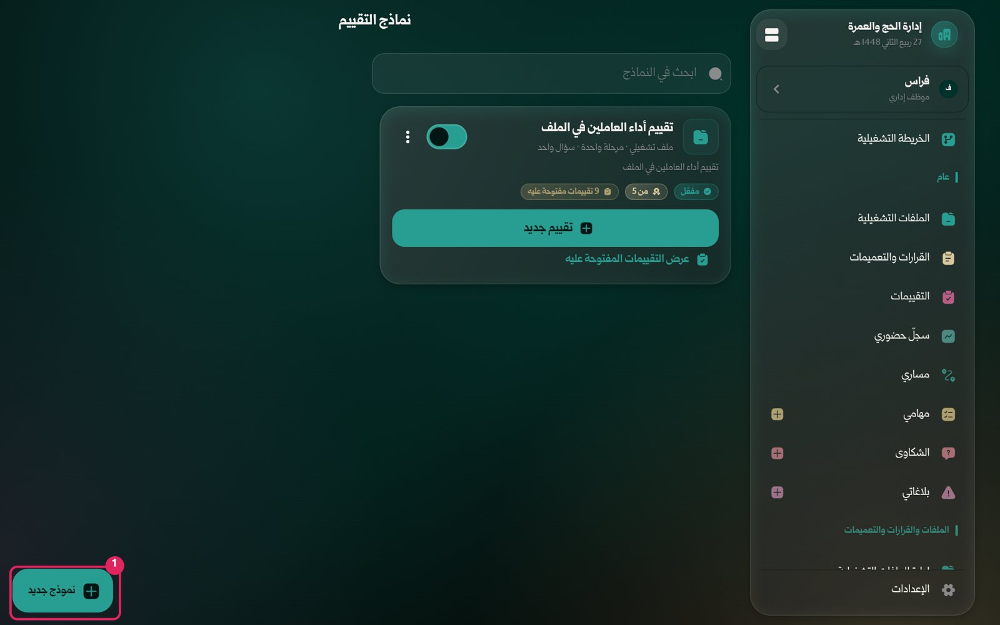 إدارة الحج والعمرة
27 ربيع الثاني 1448 هـ
ف
فراس
موظف إداري
الخريطة التشغيلية
عام
الملفات التشغيلية
القرارات والتعميمات
التقييمات
سجلّ حضوري
مساري
مهامي
الشكاوى
بلاغاتي
الملفات والقرارات والتعميمات
الإعدادات
نماذج التقييم
ابحث في النماذج
تقييم أداء العاملين في الملف
ملف تشغيلي · مرحلة واحدة · سؤال واحد
تقييم أداء العاملين في الملف
مفعّل
من 5
9 تقييمات مفتوحة عليه
تقييم جديد
عرض التقييمات المفتوحة عليه
1
نموذج جديد